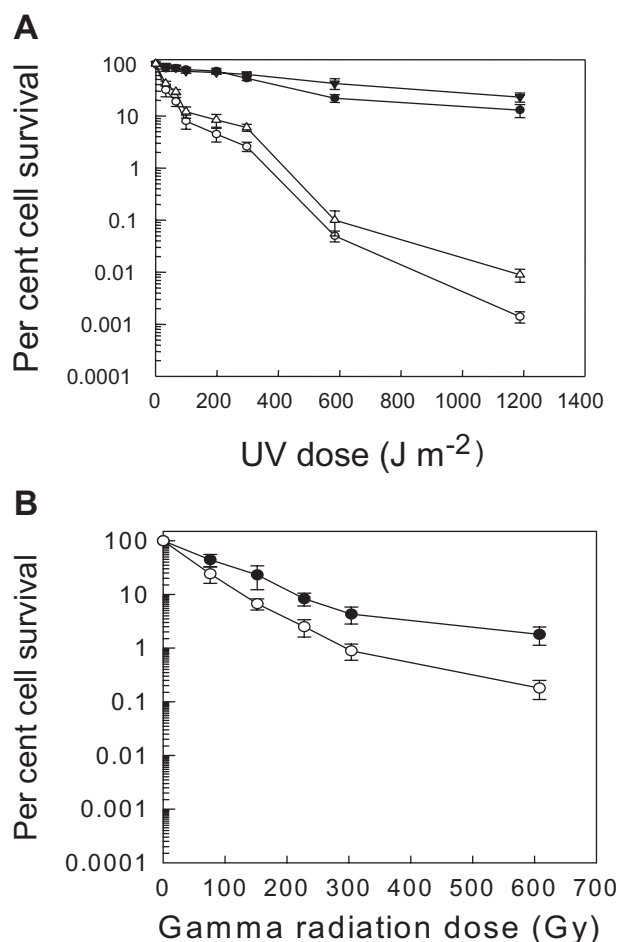 A
Per cent cell survival
100
10
1
0.1
0.01
0.001
0.0001
0 200 400 600 800 1000 1200 1400
UV dose (J m-2)
B
Per cent cell survival
100
10
1
0.1
0.01
0.001
0.0001
0 100 200 300 400 500 600 700
Gamma radiation dose (Gy)